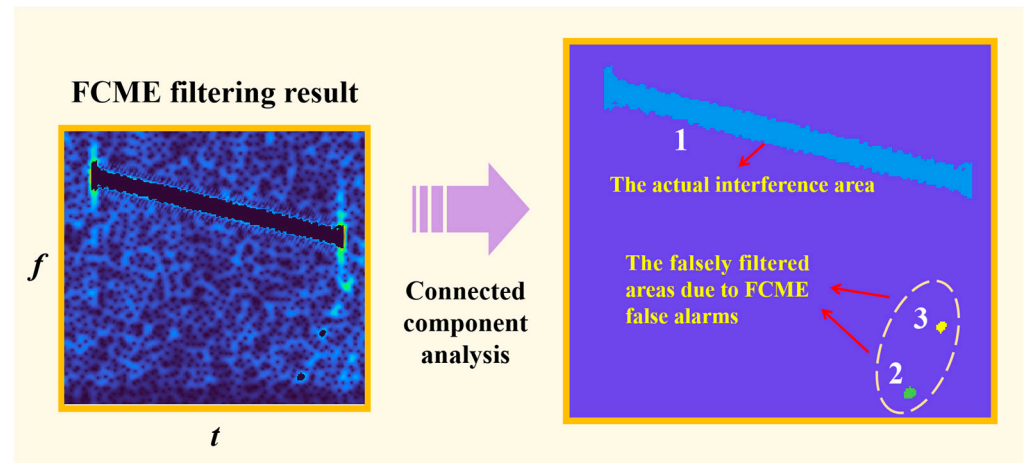 FCME filtering result
f
t
Connected
component
analysis
1
The actual interference area
The falsely filtered
areas due to FCME
false alarms
3
2